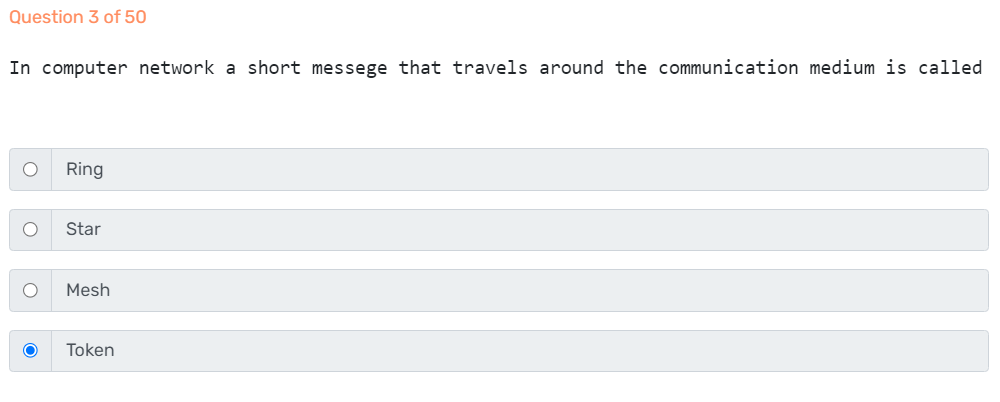 Question 3 of 50
In computer network a short messege that travels around the communication medium is called
Ring
Star
Mesh
Token